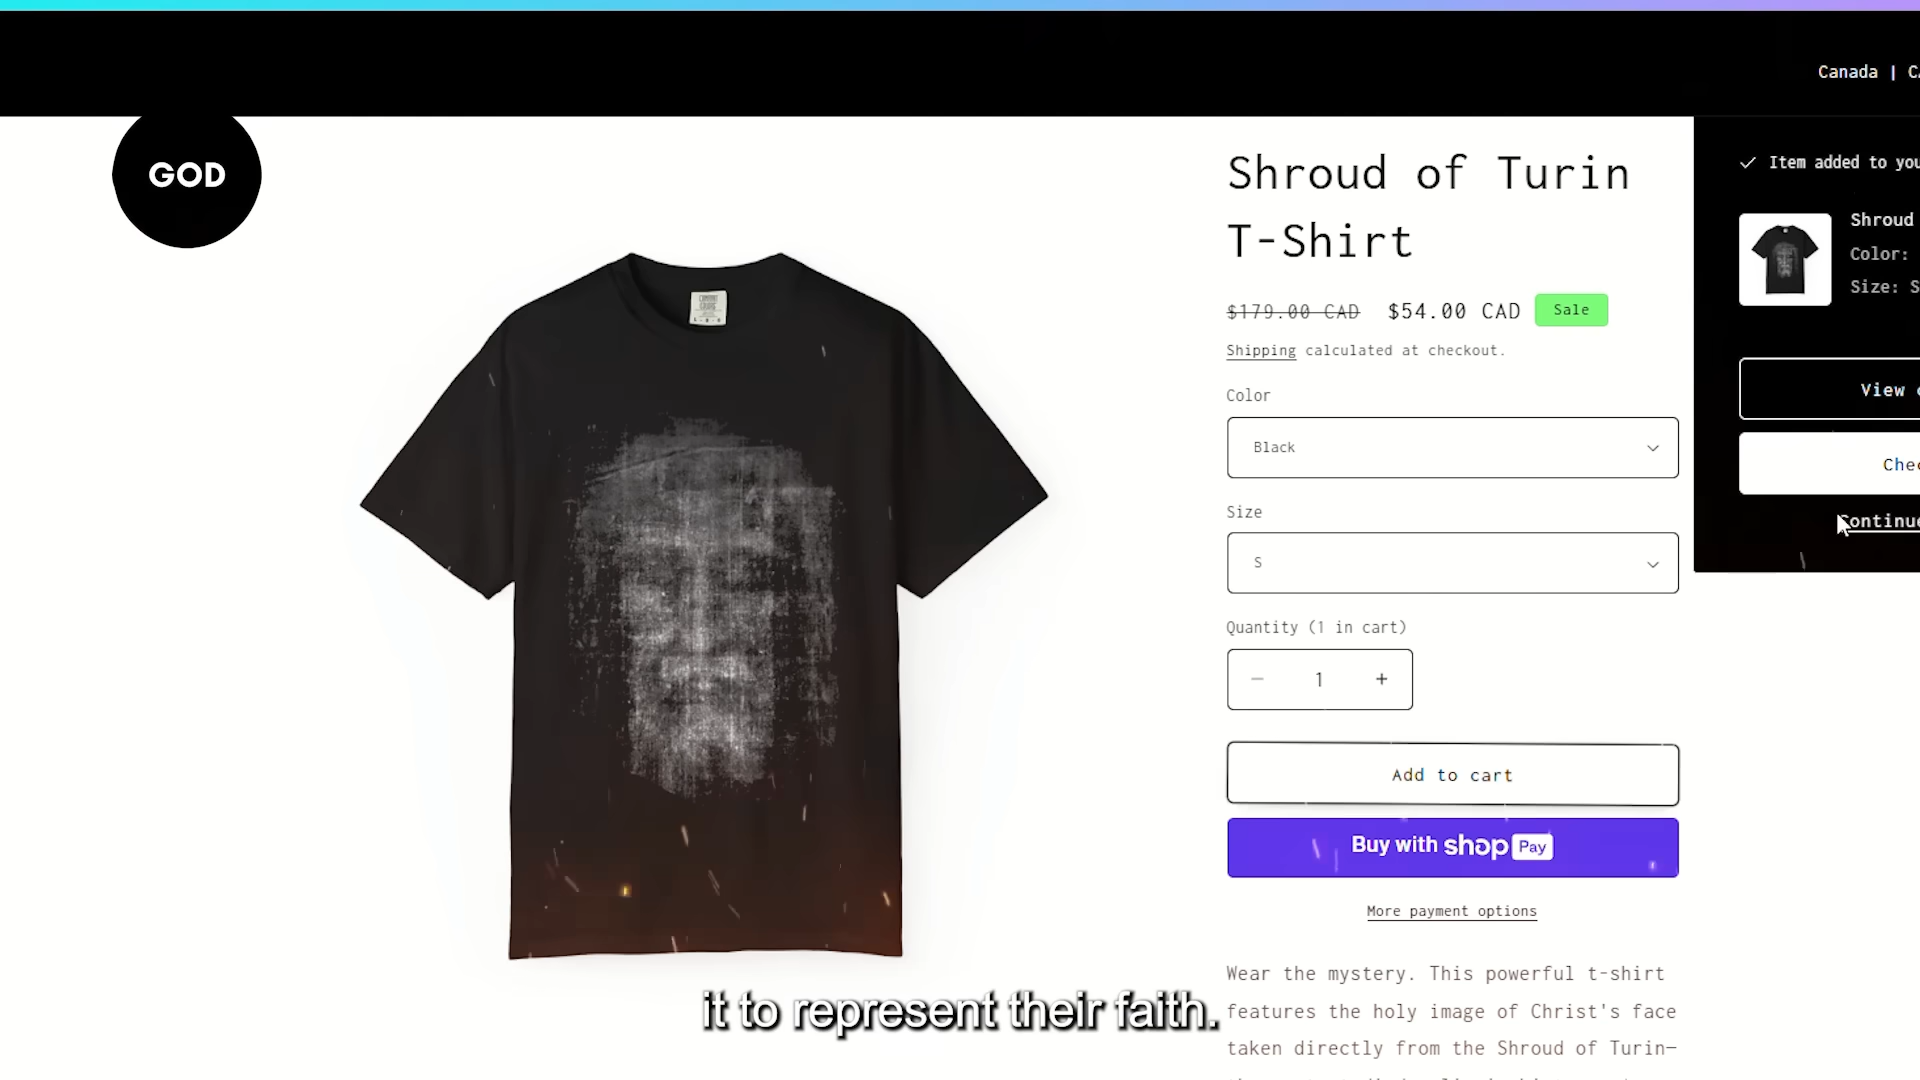 Canada |
GOD
Shroud of Turin
T-Shirt
$179.00 CAD $54.00 CAD Sale
Shipping calculated at checkout.
Color
Black
Size
S
Quantity (1 in cart)
− 1 +
Add to cart
Buy with shop Pay
More payment options
Wear the mystery. This powerful t-shirt
features the holy image of Christ's face
taken directly from the Shroud of Turin—
Item added to you
Shroud
Color:
Size: S
View
Chec
Continue
it to represent their faith.